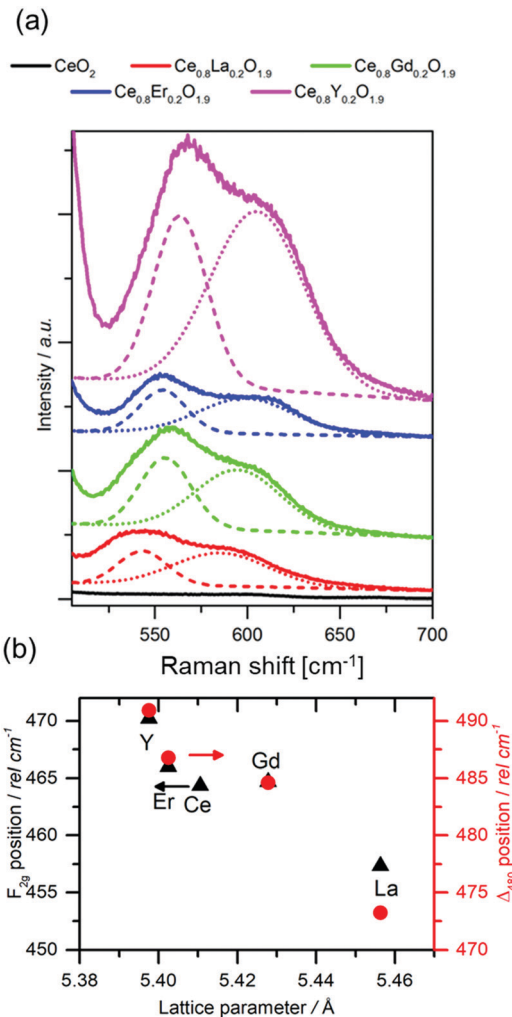 (a)
CeO2 Ce0.8La0.2O1.9 Ce0.8Gd0.2O1.9
Ce0.8Er0.2O1.9 Ce0.8Y0.2O1.9
Intensity / a.u.
550 600 650 700
Raman shift [cm-1]
(b)
F2g position / rel cm-1
470
465
460
455
450
Y
Er
Ce
Gd
La
490
485
480
475
470
Δ480 position / rel cm-1
5.38 5.40 5.42 5.44 5.46
Lattice parameter / Å